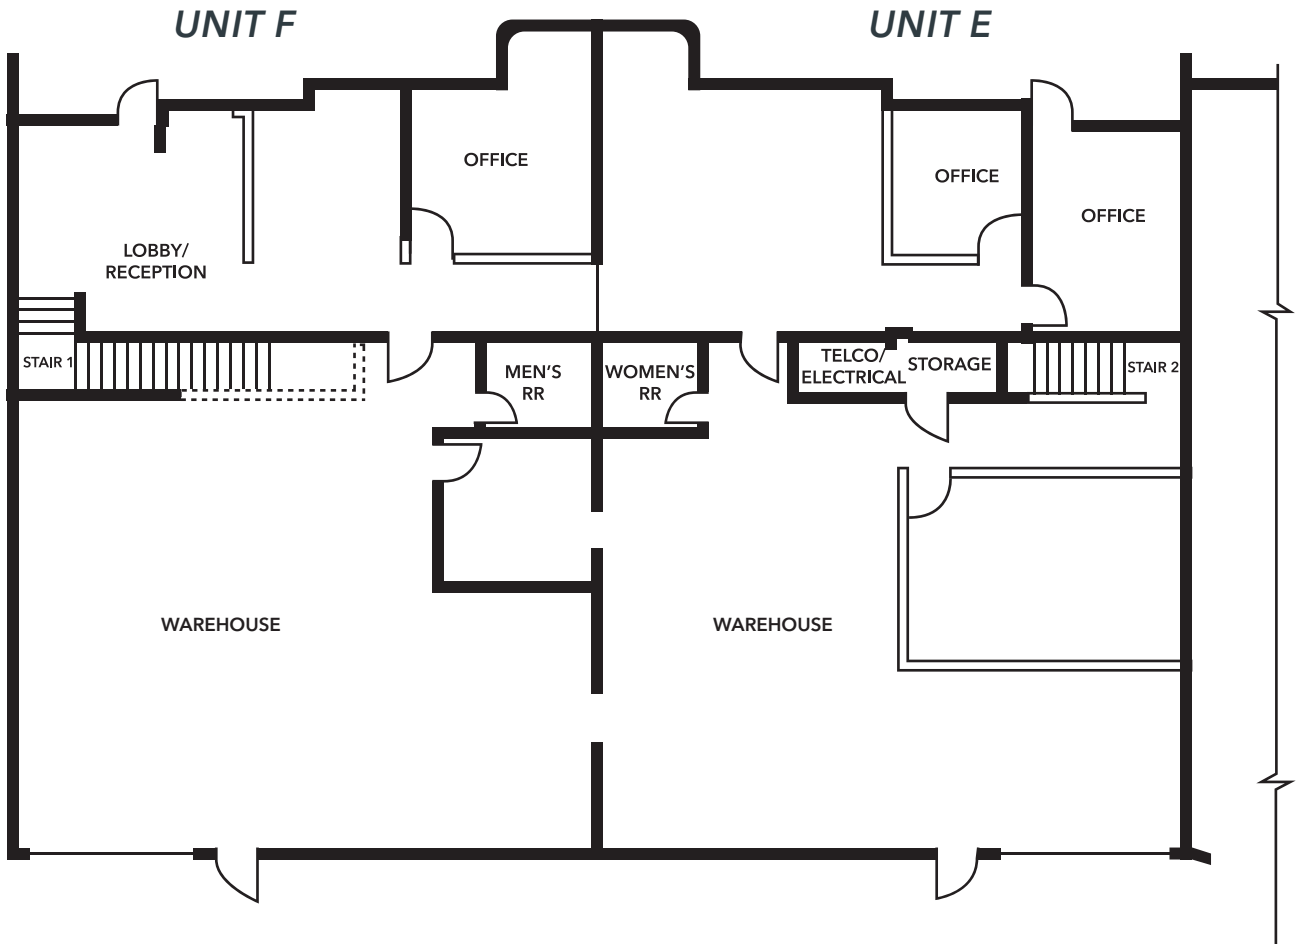 UNIT F
UNIT E
OFFICE
OFFICE
OFFICE
LOBBY/
RECEPTION
STAIR 1
MEN'S
RR
WOMEN'S
RR
TELCO/
ELECTRICAL
STORAGE
STAIR 2
WAREHOUSE
WAREHOUSE